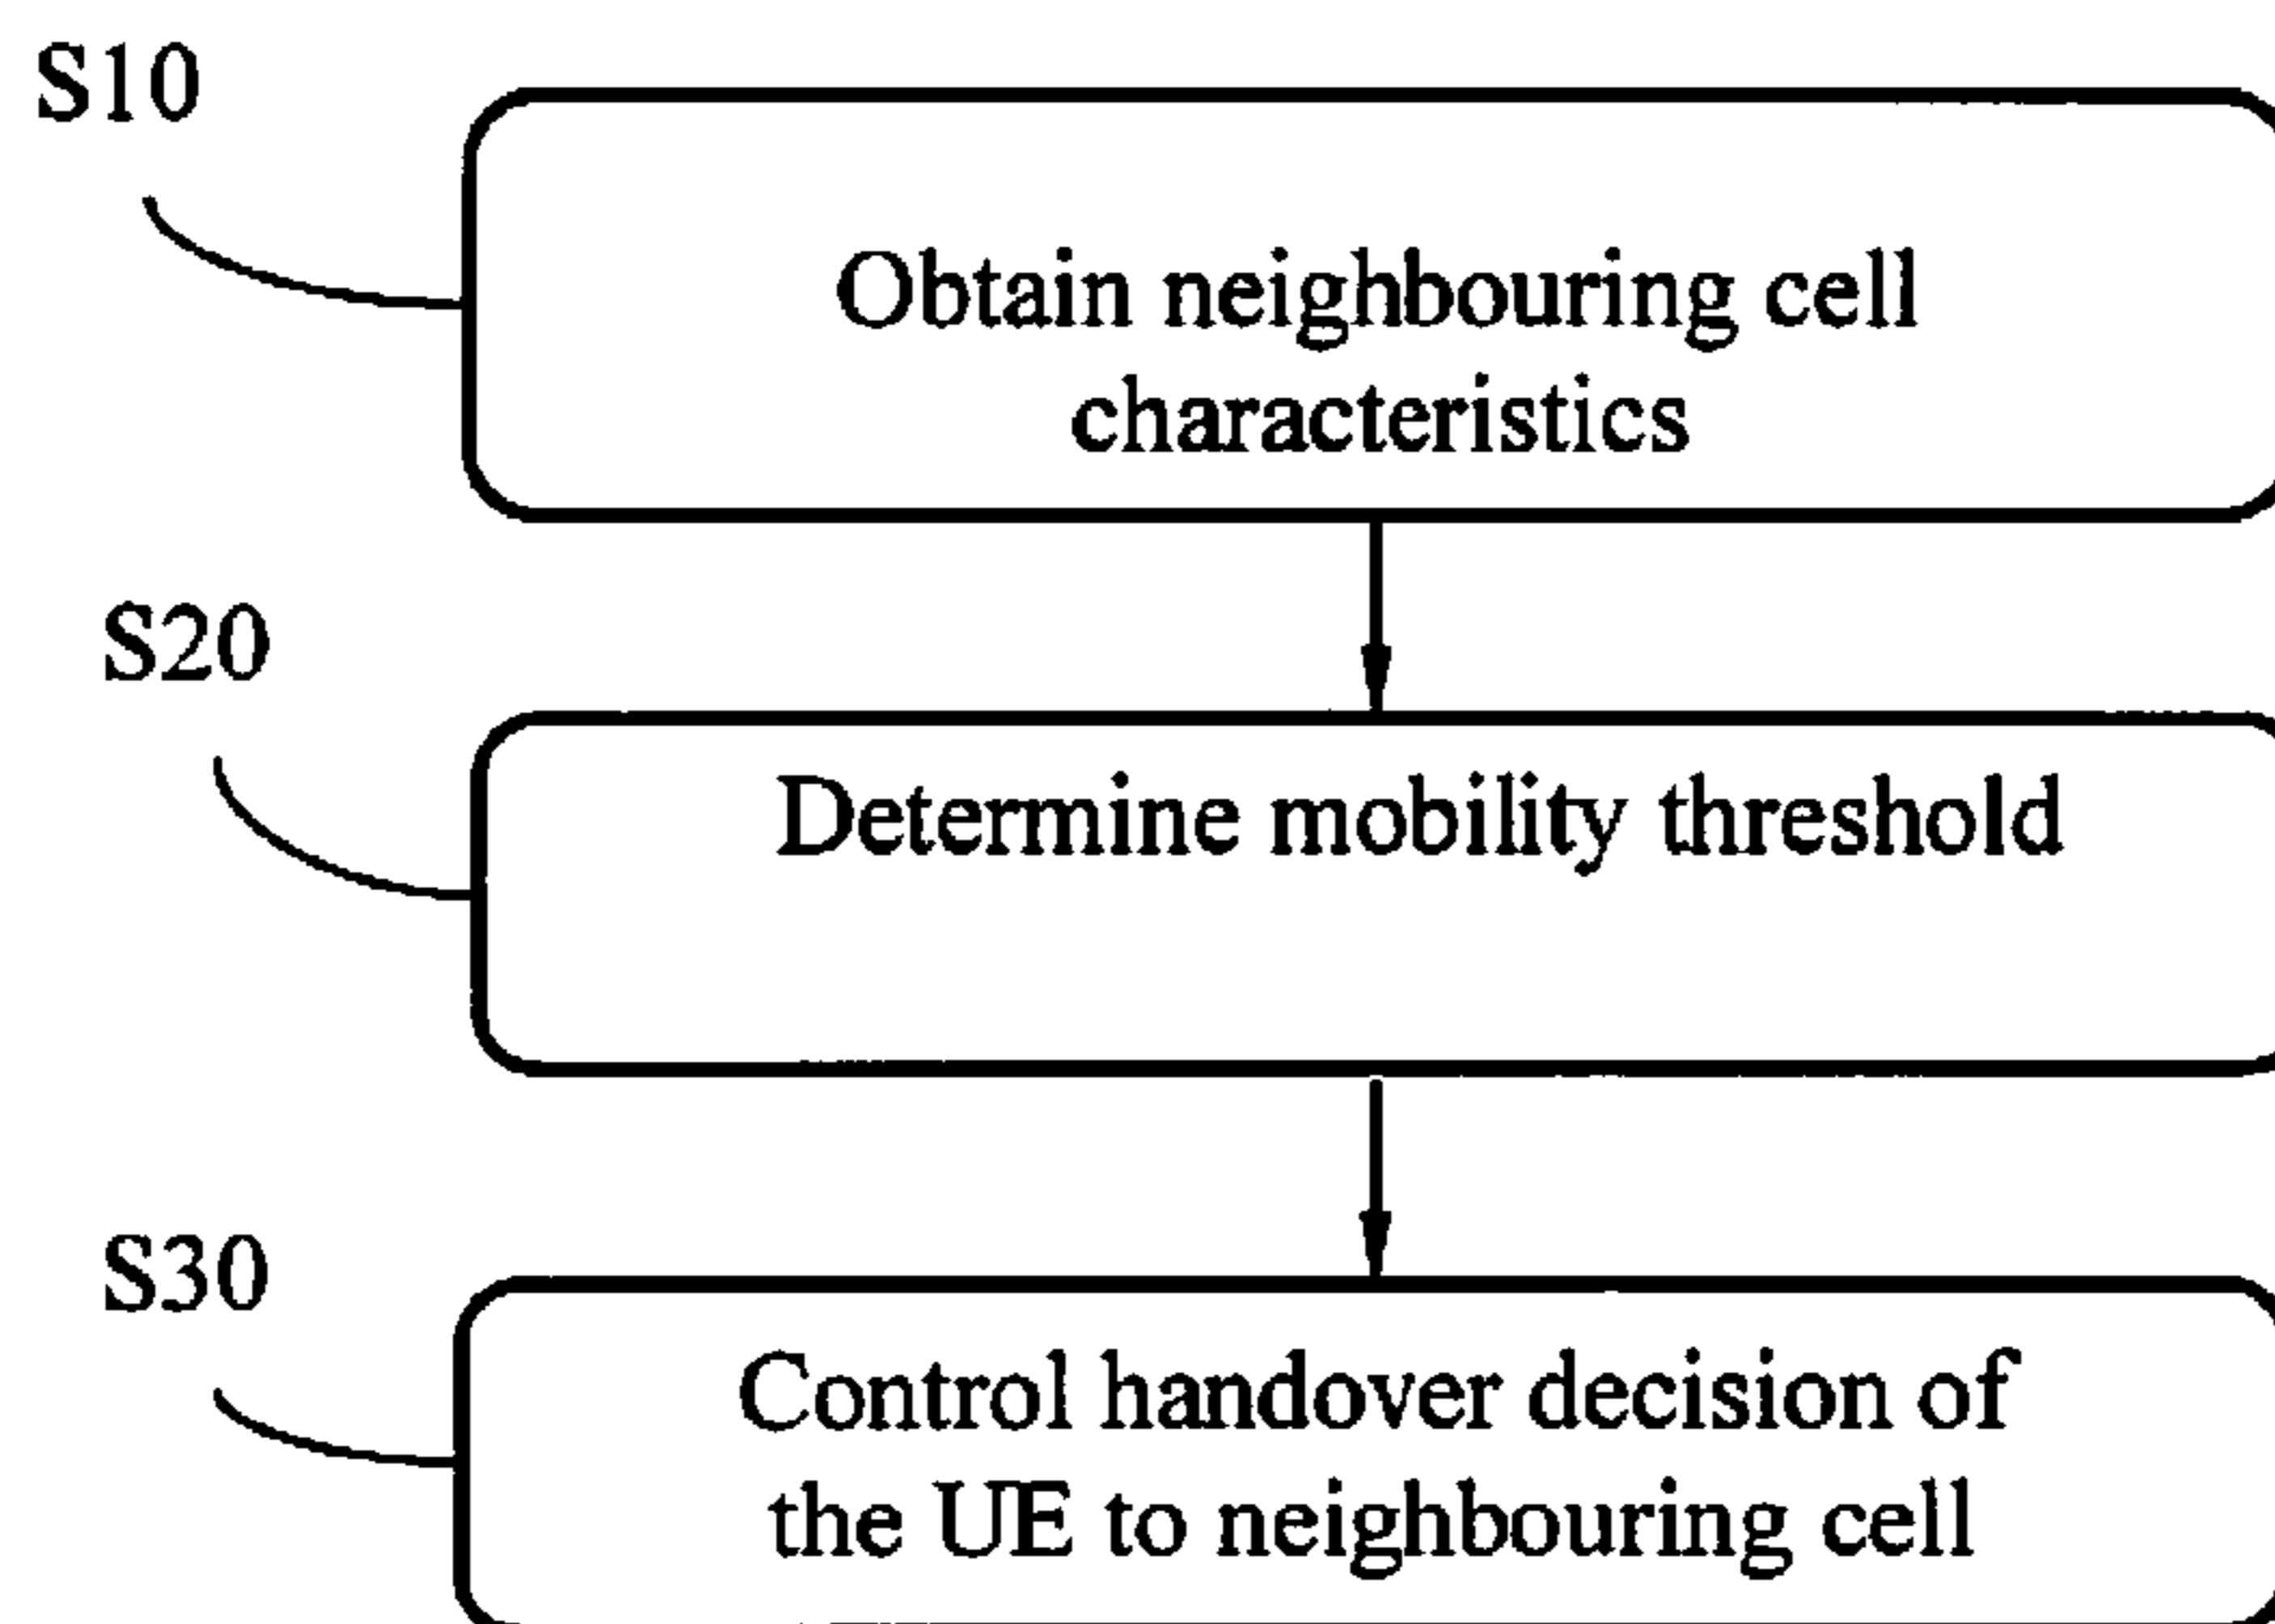 S10
Obtain neighbouring cell
characteristics
S20
Determine mobility threshold
S30
Control handover decision of
the UE to neighbouring cell